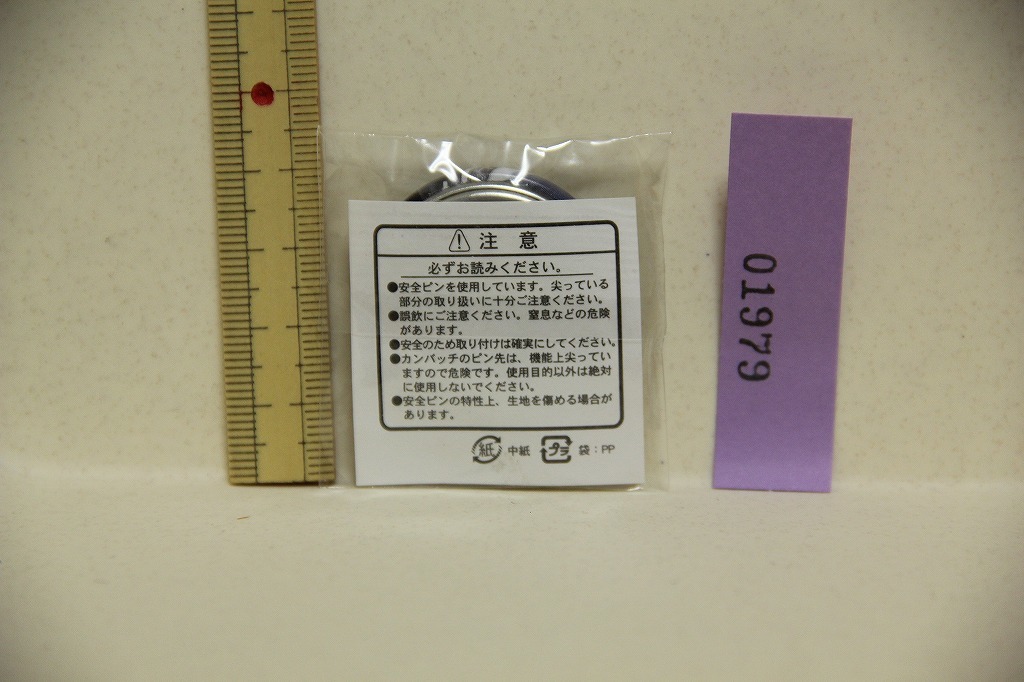 注 意
必ずお読みください。
●安全ピンを使用しています。尖っている
部分の取り扱いに十分ご注意ください。
●誤飲にご注意ください。窒息などの危険
があります。
●安全のため取り付けは確実にしてください。
●カンバッチのピン先は、機能上尖ってい
ますので危険です。使用目的以外は絶対
に使用しないでください。
●安全ピンの特性上、生地を傷める場合が
あります。
紙 中紙 プラ 袋：PP
01979